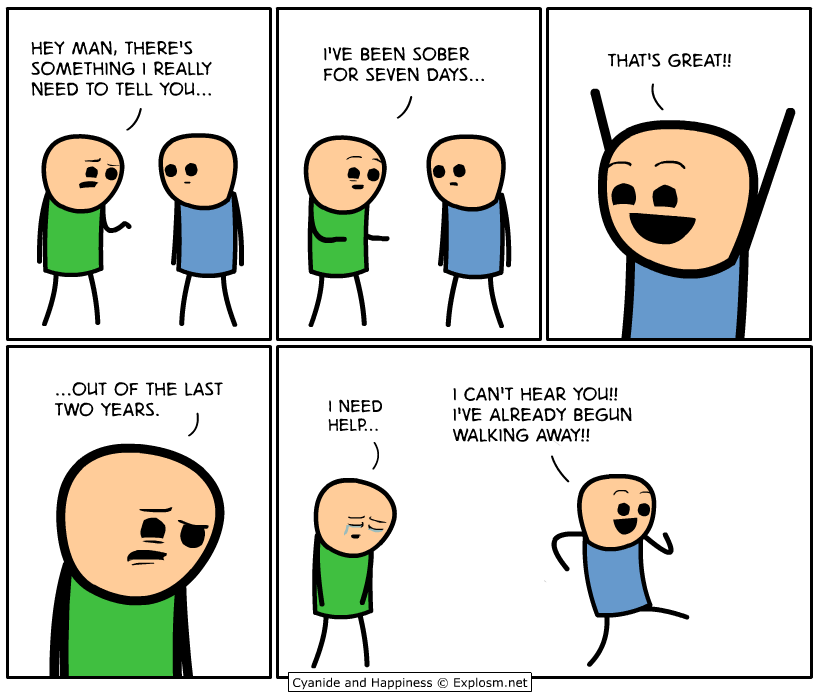 HEY MAN, THERE'S
SOMETHING I REALLY
NEED TO TELL YOU...
I'VE BEEN SOBER
FOR SEVEN DAYS...
THAT'S GREAT!!
...OUT OF THE LAST
TWO YEARS.
I NEED
HELP...
I CAN'T HEAR YOU!!
I'VE ALREADY BEGUN
WALKING AWAY!!
Cyanide and Happiness © Explosm.net